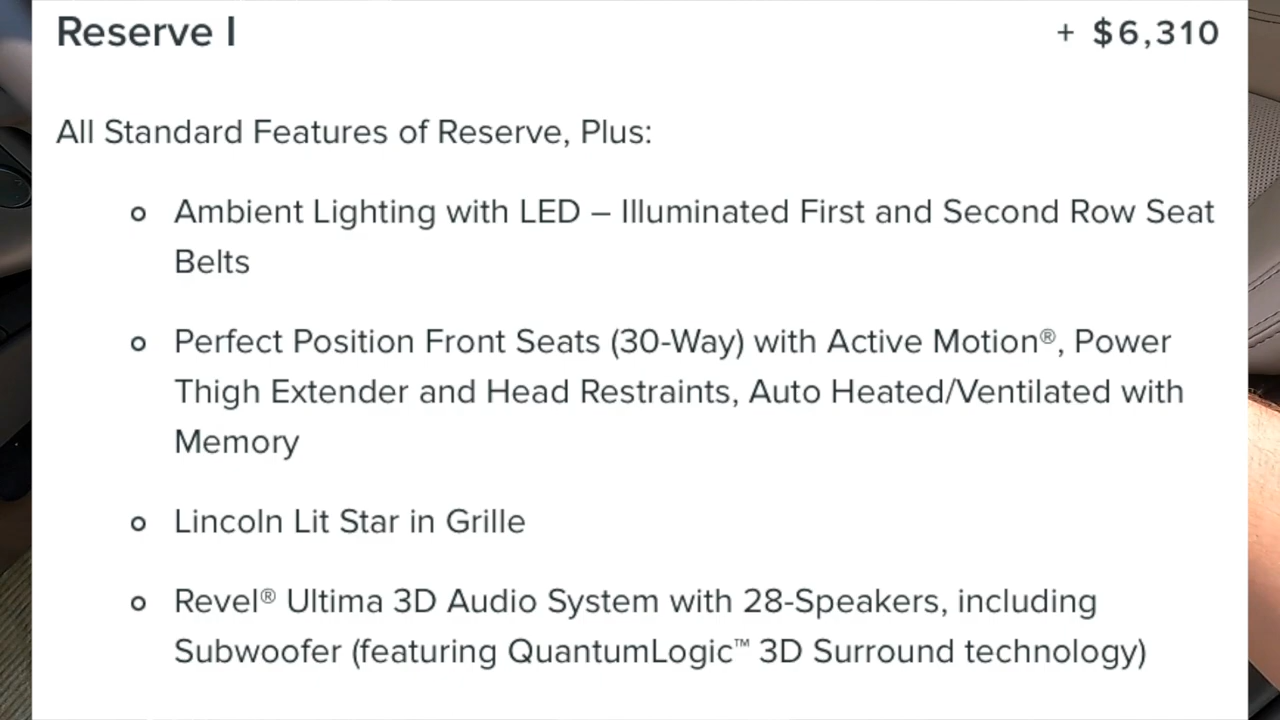 Reserve I + $6,310
All Standard Features of Reserve, Plus:
Ambient Lighting with LED – Illuminated First and Second Row Seat
Belts
Perfect Position Front Seats (30-Way) with Active Motion®, Power
Thigh Extender and Head Restraints, Auto Heated/Ventilated with
Memory
Lincoln Lit Star in Grille
Revel® Ultima 3D Audio System with 28-Speakers, including
Subwoofer (featuring QuantumLogic™ 3D Surround technology)